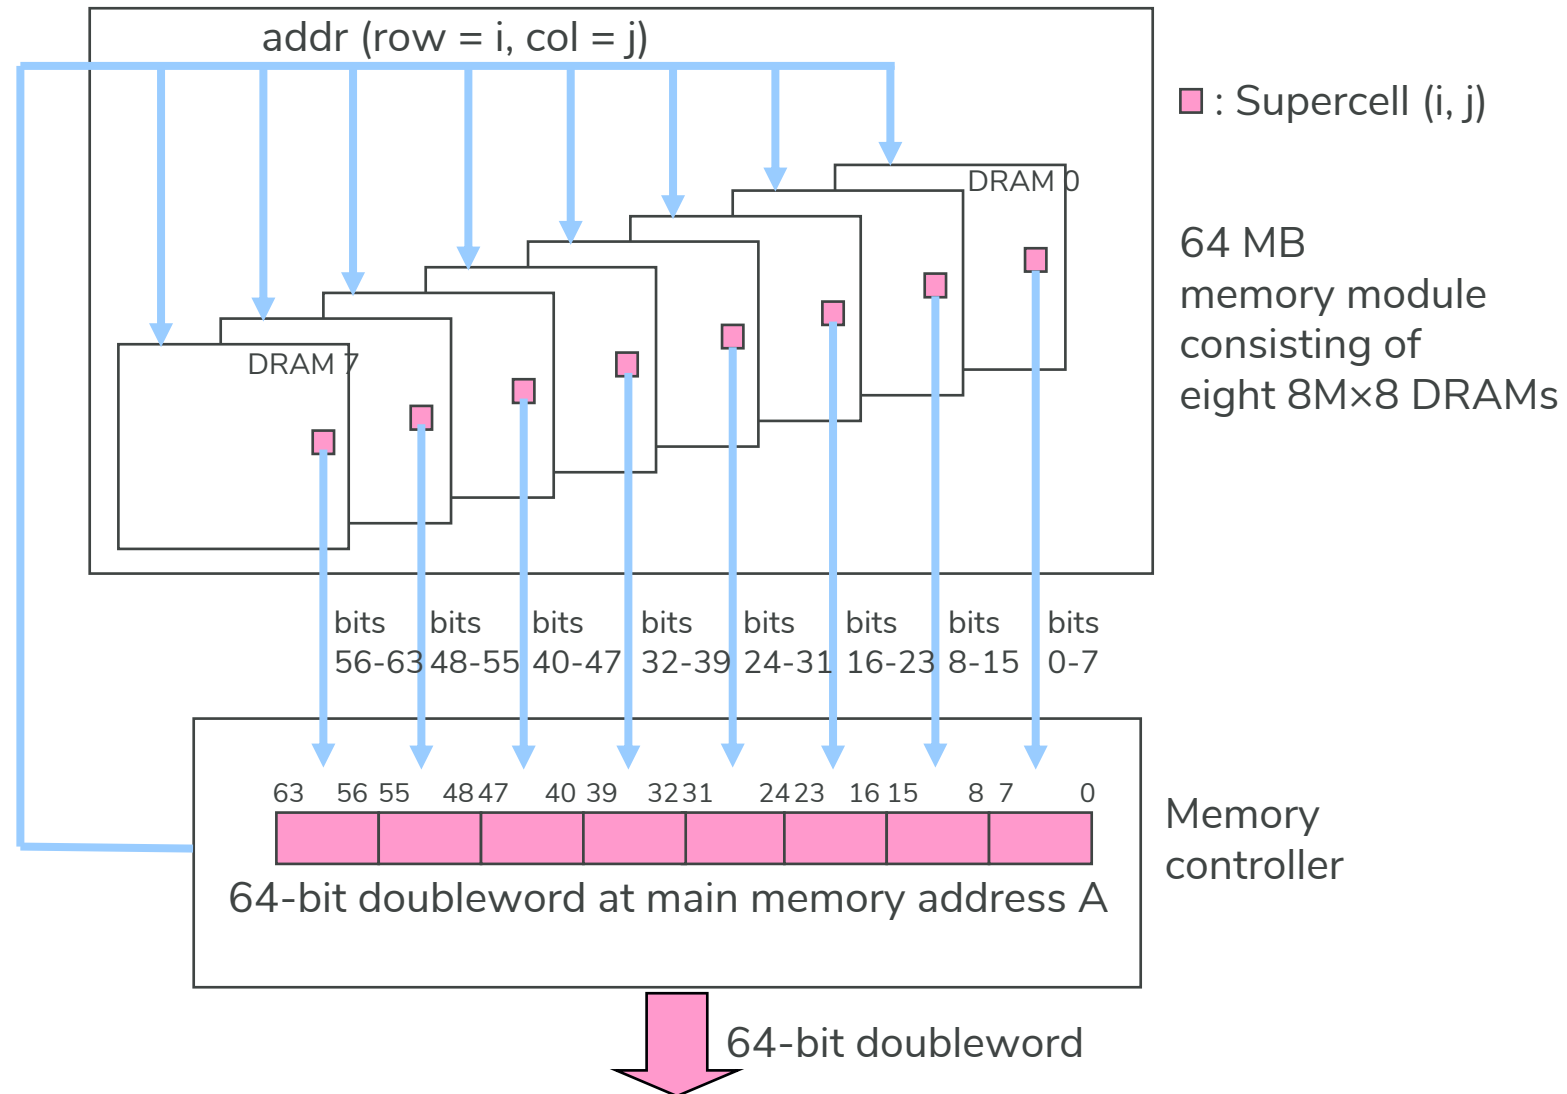 addr (row = i, col = j)
: Supercell (i, j)
DRAM 0
64 MB
memory module
consisting of
eight 8M×8 DRAMs
DRAM 7
bits bits bits bits bits bits bits bits
56-63 48-55 40-47 32-39 24-31 16-23 8-15 0-7
63 56 55 48 47 40 39 32 31 24 23 16 15 8 7 0
Memory
controller
64-bit doubleword at main memory address A
64-bit doubleword